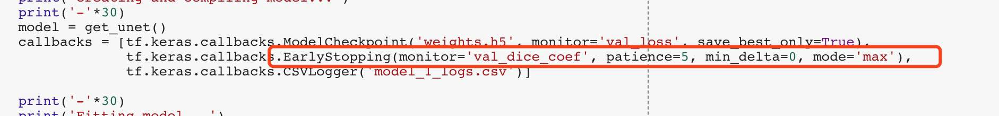 print('Creating and compiling model...')
print('-'*30)
model = get_unet()
callbacks = [tf.keras.callbacks.ModelCheckpoint('weights.h5', monitor='val_loss', save_best_only=True),
tf.keras.callbacks.EarlyStopping(monitor='val_dice_coef', patience=5, min_delta=0, mode='max'),
tf.keras.callbacks.CSVLogger('model_1_logs.csv')]
print('-'*30)
print('Fitting model...')